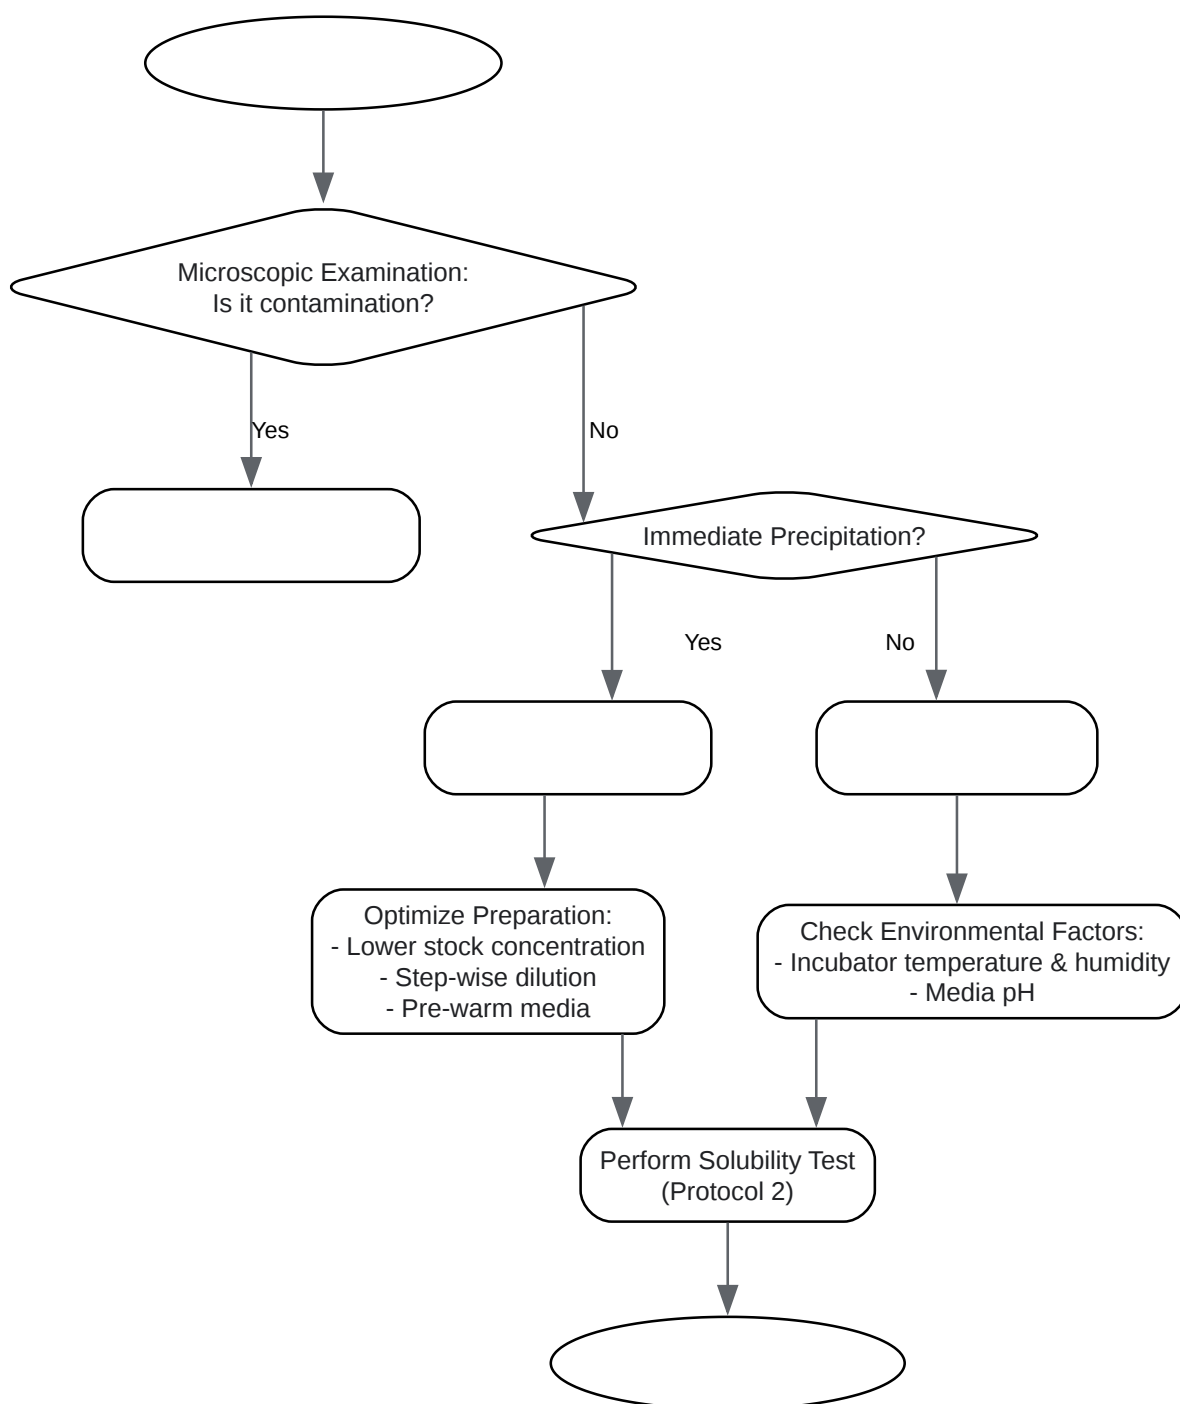 Microscopic Examination:
Is it contamination?
Yes
No
Immediate Precipitation?
Yes
No
Optimize Preparation:
- Lower stock concentration
- Step-wise dilution
- Pre-warm media
Check Environmental Factors:
- Incubator temperature & humidity
- Media pH
Perform Solubility Test
(Protocol 2)